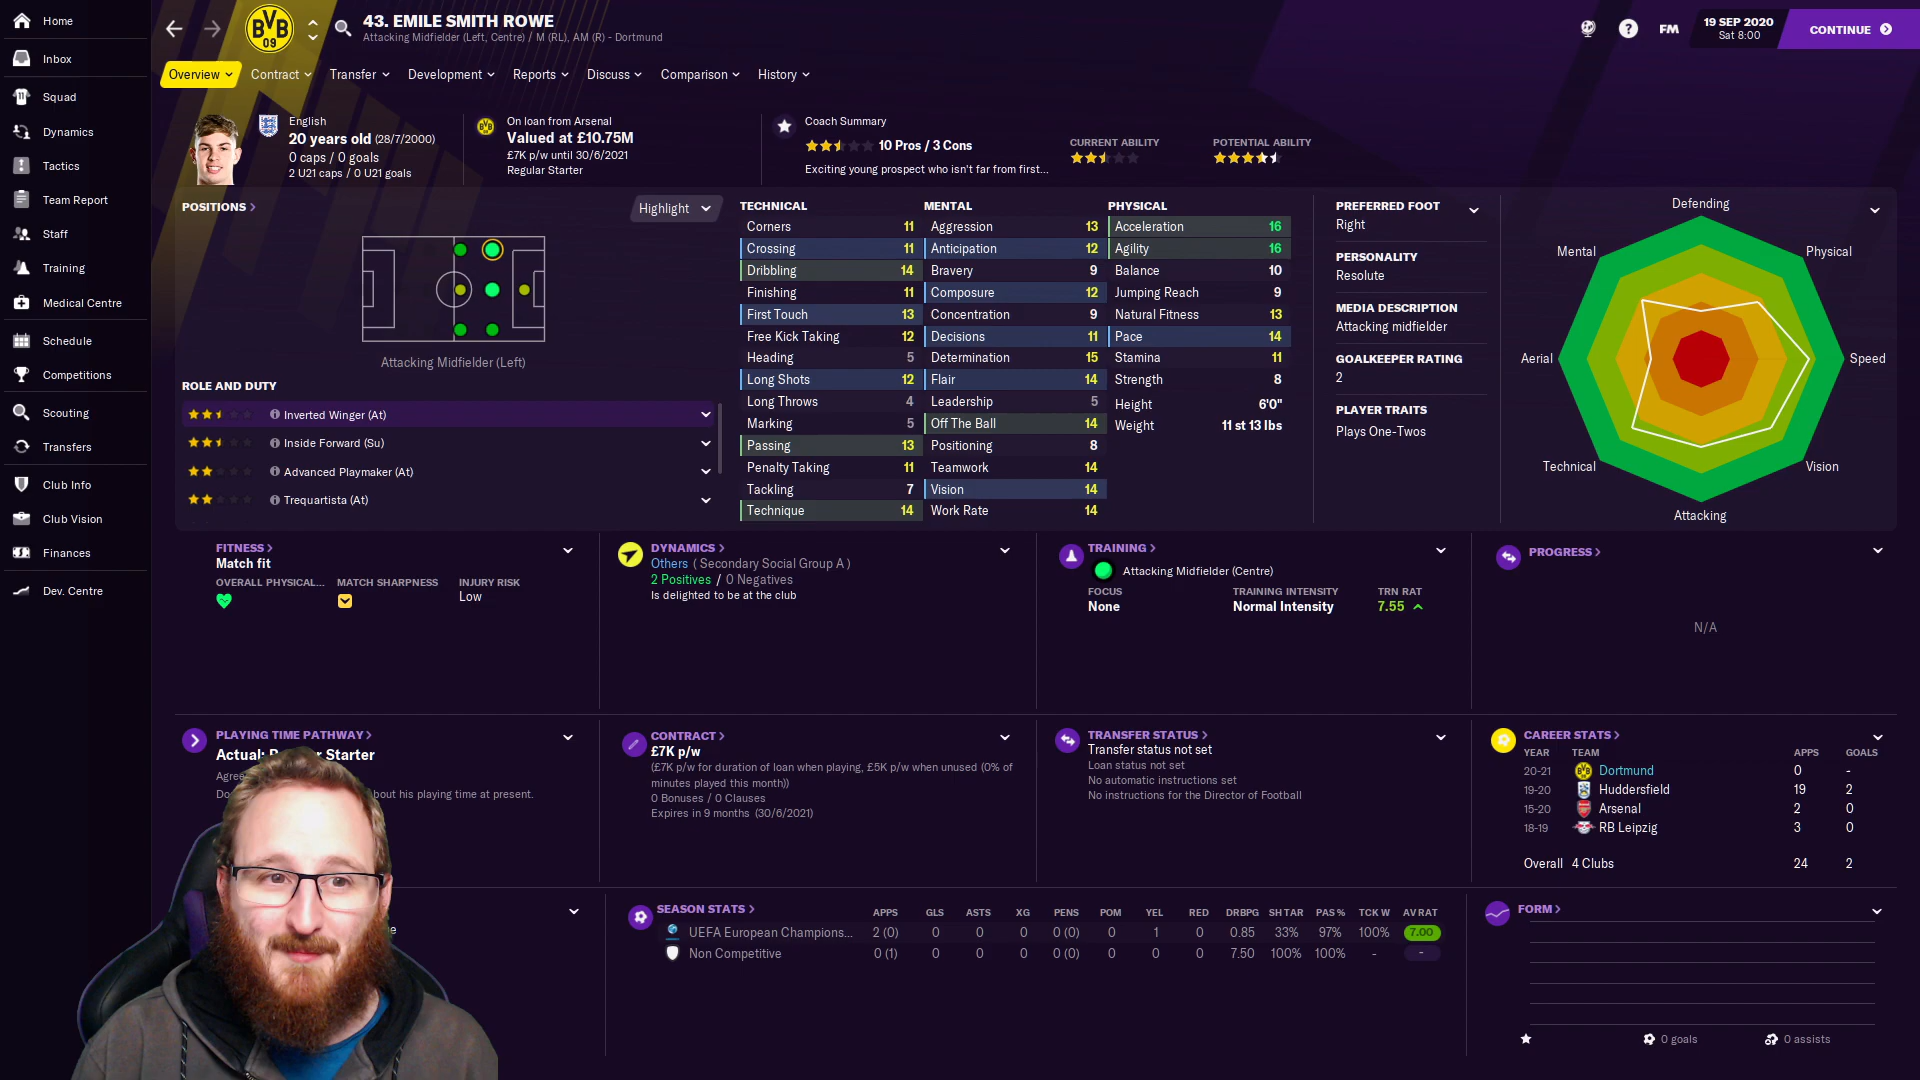 Home
Inbox
Squad
Dynamics
Tactics
Team Report
Staff
Training
Medical Centre
Schedule
Competitions
Scouting
Transfers
Club Info
Club Vision
Finances
Dev. Centre
BVB
09
43. EMILE SMITH ROWE
Attacking Midfielder (Left, Centre) / M (RL), AM (R) - Dortmund
?
FM
19 SEP 2020
Sat 8:00
CONTINUE
Overview
Contract
Transfer
Development
Reports
Discuss
Comparison
History
English
20 years old (28/7/2000)
0 caps / 0 goals
2 U21 caps / 0 U21 goals
On loan from Arsenal
Valued at £10.75M
£7K p/w until 30/6/2021
Regular Starter
Coach Summary
10 Pros / 3 Cons
Exciting young prospect who isn't far from first...
CURRENT ABILITY
POTENTIAL ABILITY
POSITIONS
Highlight
Attacking Midfielder (Left)
ROLE AND DUTY
Inverted Winger (At)
Inside Forward (Su)
Advanced Playmaker (At)
Trequartista (At)
TECHNICAL
Corners 11
Crossing 11
Dribbling 14
Finishing 11
First Touch 13
Free Kick Taking 12
Heading 5
Long Shots 12
Long Throws 4
Marking 5
Passing 13
Penalty Taking 11
Tackling 7
Technique 14
MENTAL
Aggression 13
Anticipation 12
Bravery 9
Composure 12
Concentration 9
Decisions 11
Determination 15
Flair 14
Leadership 5
Off The Ball 14
Positioning 8
Teamwork 14
Vision 14
Work Rate 14
PHYSICAL
Acceleration 16
Agility 16
Balance 10
Jumping Reach 9
Natural Fitness 13
Pace 14
Stamina 11
Strength 8
Height 6'0"
Weight 11 st 13 lbs
PREFERRED FOOT
Right
PERSONALITY
Resolute
MEDIA DESCRIPTION
Attacking midfielder
GOALKEEPER RATING
2
PLAYER TRAITS
Plays One-Twos
Defending
Mental
Physical
Aerial
Speed
Technical
Vision
Attacking
FITNESS
Match fit
OVERALL PHYSICAL... MATCH SHARPNESS INJURY RISK
Low
DYNAMICS
Others ( Secondary Social Group A )
2 Positives / 0 Negatives
Is delighted to be at the club
TRAINING
Attacking Midfielder (Centre)
FOCUS TRAINING INTENSITY TRN RAT
None Normal Intensity 7.55
PROGRESS
N/A
PLAYING TIME PATHWAY
Actual: Starter
bout his playing time at present.
CONTRACT
£7K p/w
(£7K p/w for duration of loan when playing, £5K p/w when unused (0% of
minutes played this month))
0 Bonuses / 0 Clauses
Expires in 9 months (30/6/2021)
TRANSFER STATUS
Transfer status not set
Loan status not set
No automatic instructions set
No instructions for the Director of Football
CAREER STATS
YEAR TEAM APPS GOALS
20-21 Dortmund 0 -
19-20 Huddersfield 19 2
15-20 Arsenal 2 0
18-19 RB Leipzig 3 0
Overall 4 Clubs 24 2
SEASON STATS APPS GLS ASTS XG PENS POM YEL RED DRBPG SH TAR PAS % TCK W AV RAT
UEFA European Champions... 2 (0) 0 0 0 0 (0) 0 1 0 0.85 33% 97% 100% 7.00
Non Competitive 0 (1) 0 0 0 0 (0) 0 0 0 7.50 100% 100% - -
FORM
0 goals
0 assists